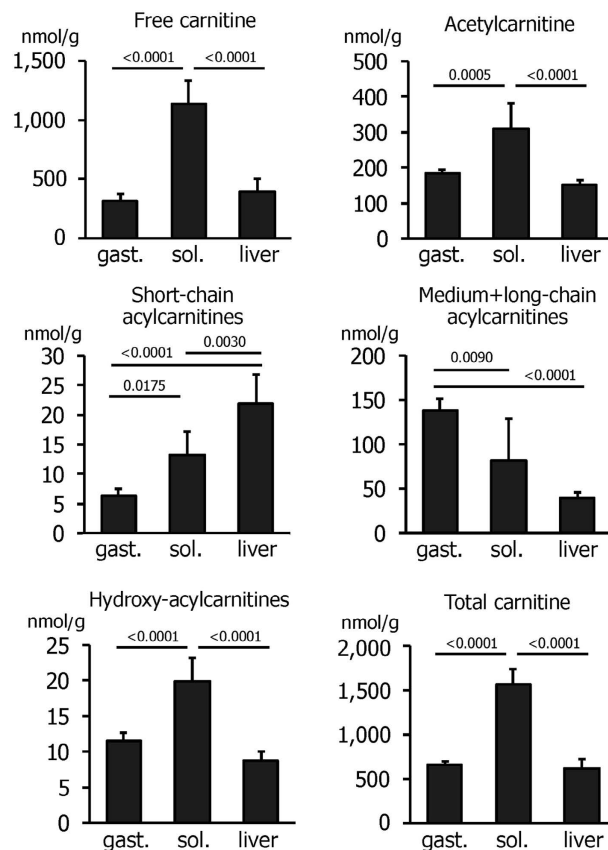 Free carnitine
nmol/g
<0.0001 <0.0001
1,500
1,000
500
0
gast. sol. liver
Acetylcarnitine
nmol/g
0.0005 <0.0001
500
400
300
200
100
0
gast. sol. liver
Short-chain
acylcarnitines
nmol/g
<0.0001
0.0030
0.0175
30
25
20
15
10
5
0
gast. sol. liver
Medium+long-chain
acylcarnitines
nmol/g
0.0090
<0.0001
200
150
100
50
0
gast. sol. liver
Hydroxy-acylcarnitines
nmol/g
<0.0001 <0.0001
25
20
15
10
5
0
gast. sol. liver
Total carnitine
nmol/g
<0.0001 <0.0001
2,000
1,500
1,000
500
0
gast. sol. liver